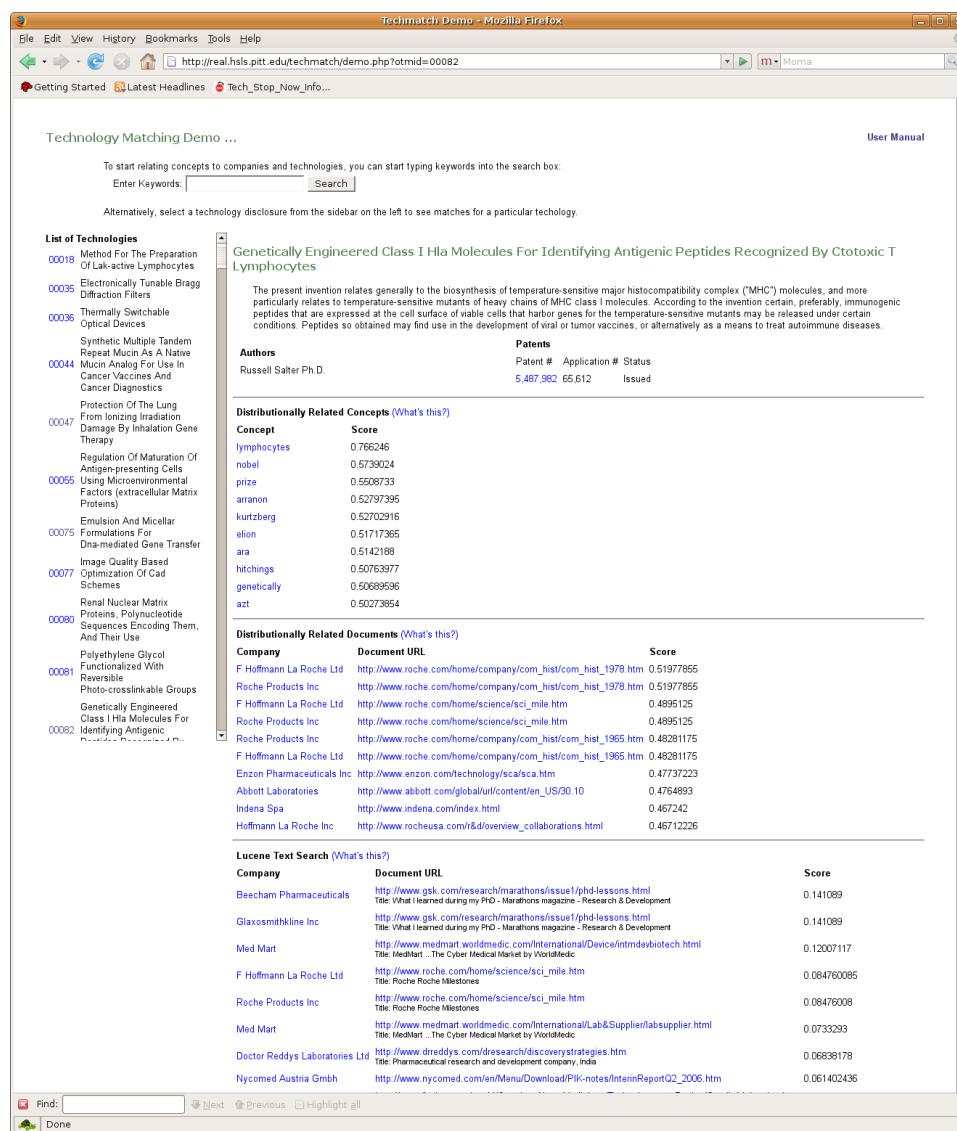 Techmatch Demo - Mozilla Firefox
File Edit View History Bookmarks Tools Help
http://real.hsls.pitt.edu/techmatch/demo.php?otmid=00082
Moma
Getting Started Latest Headlines Tech_Stop_Now_Info...
Technology Matching Demo ...
User Manual
To start relating concepts to companies and technologies, you can start typing keywords into the search box:
Enter Keywords: Search
Alternatively, select a technology disclosure from the sidebar on the left to see matches for a particular techology.
List of Technologies
00018 Method For The Preparation
Of Lak-active Lymphocytes
00035 Electronically Tunable Bragg
Diffraction Filters
00036 Thermally Switchable
Optical Devices
Synthetic Multiple Tandem
Repeat Mucin As A Native
00044 Mucin Analog For Use In
Cancer Vaccines And
Cancer Diagnostics
Protection Of The Lung
00047 From Ionizing Irradiation
Damage By Inhalation Gene
Therapy
Regulation Of Maturation Of
Antigen-presenting Cells
00055 Using Microenvironmental
Factors (extracellular Matrix
Proteins)
Emulsion And Micellar
00075 Formulations For
Dna-mediated Gene Transfer
Image Quality Based
00077 Optimization Of Cad
Schemes
Renal Nuclear Matrix
00080 Proteins, Polynucleotide
Sequences Encoding Them,
And Their Use
Polyethylene Glycol
00081 Functionalized With
Reversible
Photo-crosslinkable Groups
Genetically Engineered
Class I Hla Molecules For
00082 Identifying Antigenic
Peptides Recognized By
Genetically Engineered Class I Hla Molecules For Identifying Antigenic Peptides Recognized By Ctotoxic T
Lymphocytes
The present invention relates generally to the biosynthesis of temperature-sensitive major histocompatibility complex ("MHC") molecules, and more
particularly relates to temperature-sensitive mutants of heavy chains of MHC class I molecules. According to the invention certain, preferably, immunogenic
peptides that are expressed at the cell surface of viable cells that harbor genes for the temperature-sensitive mutants may be released under certain
conditions. Peptides so obtained may find use in the development of viral or tumor vaccines, or alternatively as a means to treat autoimmune diseases.
Authors
Russell Salter Ph.D.
Patents
Patent # Application # Status
5,487,982 65,612 Issued
Distributionally Related Concepts (What's this?)
Concept Score
lymphocytes 0.766246
nobel 0.5739024
prize 0.5508733
arranon 0.52797395
kurtzberg 0.52702916
elion 0.51717365
ara 0.5142188
hitchings 0.50763977
genetically 0.50689596
azt 0.50273854
Distributionally Related Documents (What's this?)
Company Document URL Score
F Hoffmann La Roche Ltd http://www.roche.com/home/company/com_hist/com_hist_1978.htm 0.51977855
Roche Products Inc http://www.roche.com/home/company/com_hist/com_hist_1978.htm 0.51977855
F Hoffmann La Roche Ltd http://www.roche.com/home/science/sci_mile.htm 0.4895125
Roche Products Inc http://www.roche.com/home/science/sci_mile.htm 0.4895125
Roche Products Inc http://www.roche.com/home/company/com_hist/com_hist_1965.htm 0.48281175
F Hoffmann La Roche Ltd http://www.roche.com/home/company/com_hist/com_hist_1965.htm 0.48281175
Enzon Pharmaceuticals Inc http://www.enzon.com/technology/sca/sca.htm 0.47737223
Abbott Laboratories http://www.abbott.com/global/url/content/en_US/30.10 0.4764893
Indena Spa http://www.indena.com/index.html 0.467242
Hoffmann La Roche Inc http://www.rocheusa.com/r&d/overview_collaborations.html 0.46712226
Lucene Text Search (What's this?)
Company Document URL Score
Beecham Pharmaceuticals http://www.gsk.com/research/marathons/issue1/phd-lessons.html 0.141089
Title: What I learned during my PhD - Marathons magazine - Research & Development
Glaxosmithkline Inc http://www.gsk.com/research/marathons/issue1/phd-lessons.html 0.141089
Title: What I learned during my PhD - Marathons magazine - Research & Development
Med Mart http://www.medmart.worldmedic.com/International/Device/intmdevbiotech.html 0.12007117
Title: MedMart ...The Cyber Medical Market by WorldMedic
F Hoffmann La Roche Ltd http://www.roche.com/home/science/sci_mile.htm 0.084760085
Title: Roche Roche Milestones
Roche Products Inc http://www.roche.com/home/science/sci_mile.htm 0.08476008
Title: Roche Roche Milestones
Med Mart http://www.medmart.worldmedic.com/International/Lab&Supplier/labsupplier.html 0.0733293
Title: MedMart ...The Cyber Medical Market by WorldMedic
Doctor Reddys Laboratories Ltd http://www.drreddys.com/dresearch/discoverystrategies.htm 0.06838178
Title: Pharmaceutical research and development company, India
Nycomed Austria Gmbh http://www.nycomed.com/en/Menu/Download/PIK-notes/InterinReportQ2_2006.htm 0.061402436
Find: Next Previous Highlight all
Done